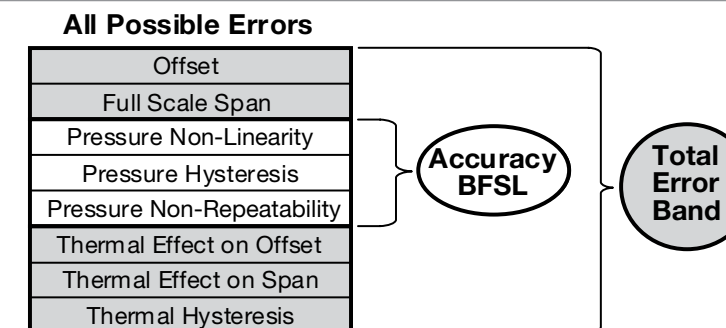 All Possible Errors
Offset
Full Scale Span
Pressure Non-Linearity
Pressure Hysteresis
Pressure Non-Repeatability
Thermal Effect on Offset
Thermal Effect on Span
Thermal Hysteresis
Accuracy
BFSL
Total
Error
Band